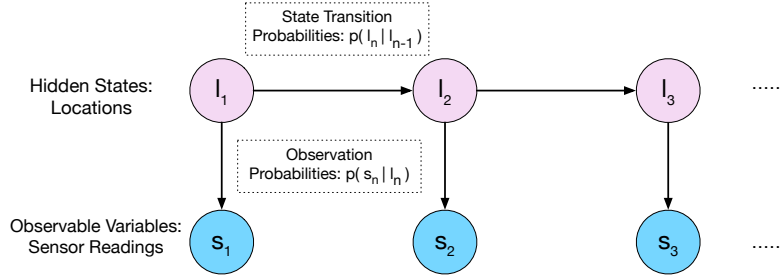 State Transition
Probabilities: p( l_n | l_{n-1} )
Hidden States:
Locations
l_1
l_2
l_3
.....
Observation
Probabilities: p( s_n | l_n )
Observable Variables:
Sensor Readings
s_1
s_2
s_3
.....